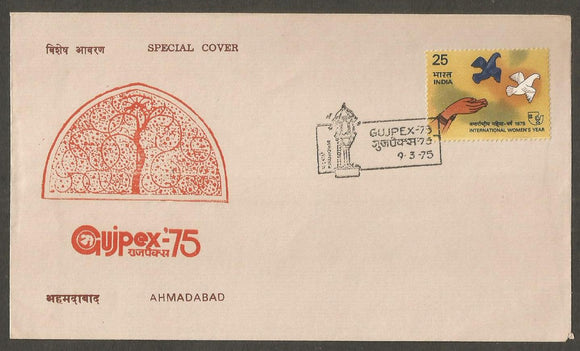 विशेष आवरण SPECIAL COVER
25
भारत
INDIA
अन्तर्राष्ट्रीय महिला-वर्ष 1975
INTERNATIONAL WOMEN'S YEAR
GUJPEX-75
गुजपैक्स-75
9-3-75
Gujpex-'75
राजपेक्स
अहमदाबाद AHMADABAD